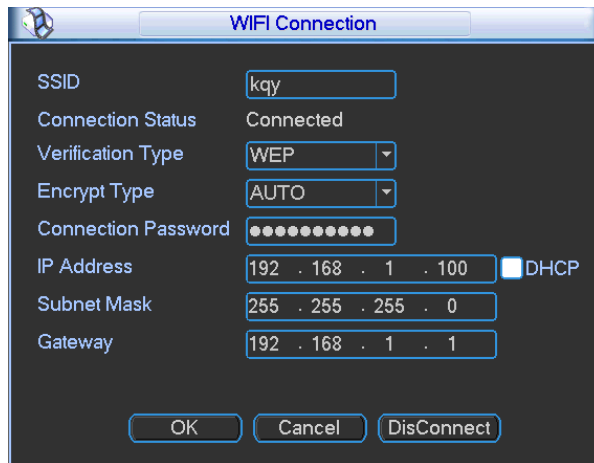 WIFI Connection
SSID kqy
Connection Status Connected
Verification Type WEP
Encrypt Type AUTO
Connection Password ●●●●●●●●●●
IP Address 192 . 168 . 1 . 100 DHCP
Subnet Mask 255 . 255 . 255 . 0
Gateway 192 . 168 . 1 . 1
OK Cancel DisConnect